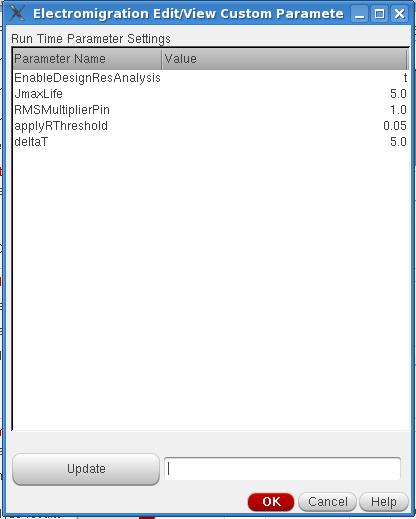 Electromigration Edit/View Custom Paramete
Run Time Parameter Settings
Parameter Name Value
EnableDesignResAnalysis t
JmaxLife 5.0
RMSMultiplierPin 1.0
applyRThreshold 0.05
deltaT 5.0
Update
OK Cancel Help